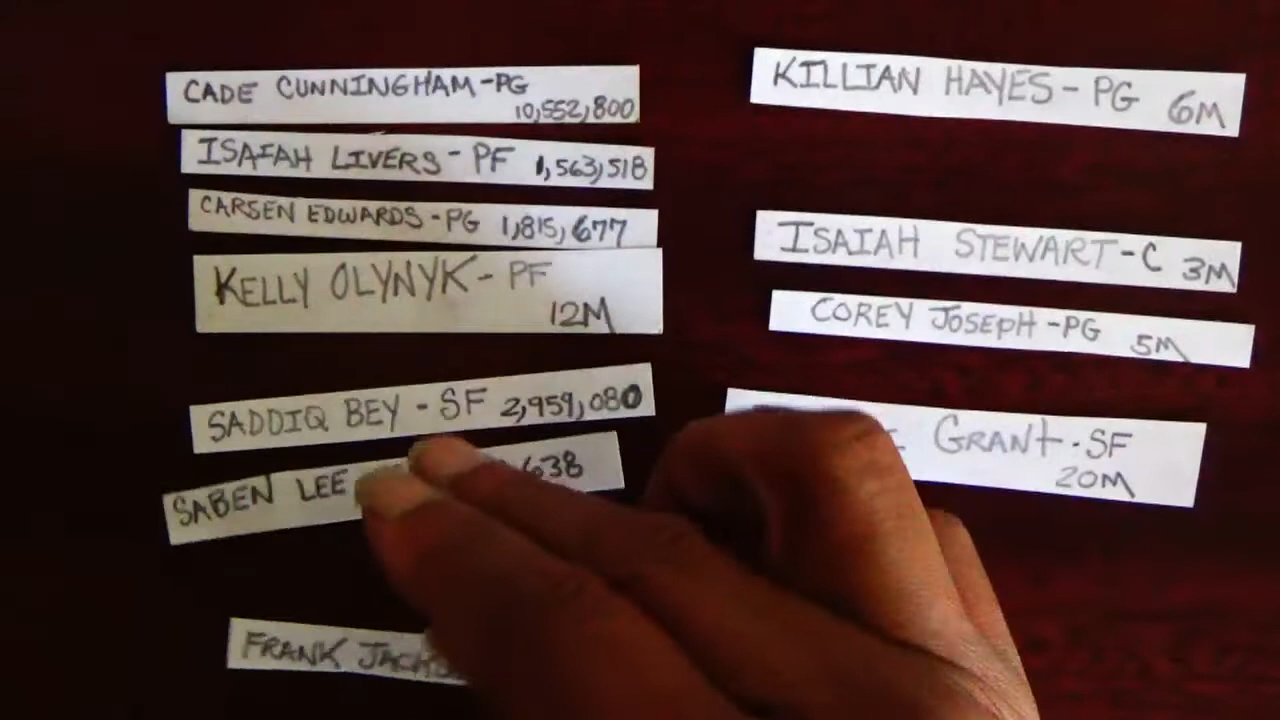 CADE CUNNINGHAM-PG
10,552,800
ISAIAH LIVERS-PF 1,563,518
CARSEN EDWARDS-PG 1,815,677
KELLY OLYNYK-PF
12M
SADDIQ BEY-SF 2,959,080
SABEN LEE 638
FRANK
KILLIAN HAYES-PG 6M
ISAIAH STEWART-C 3M
COREY JOSEPH-PG 5M
GRANT-SF
20M